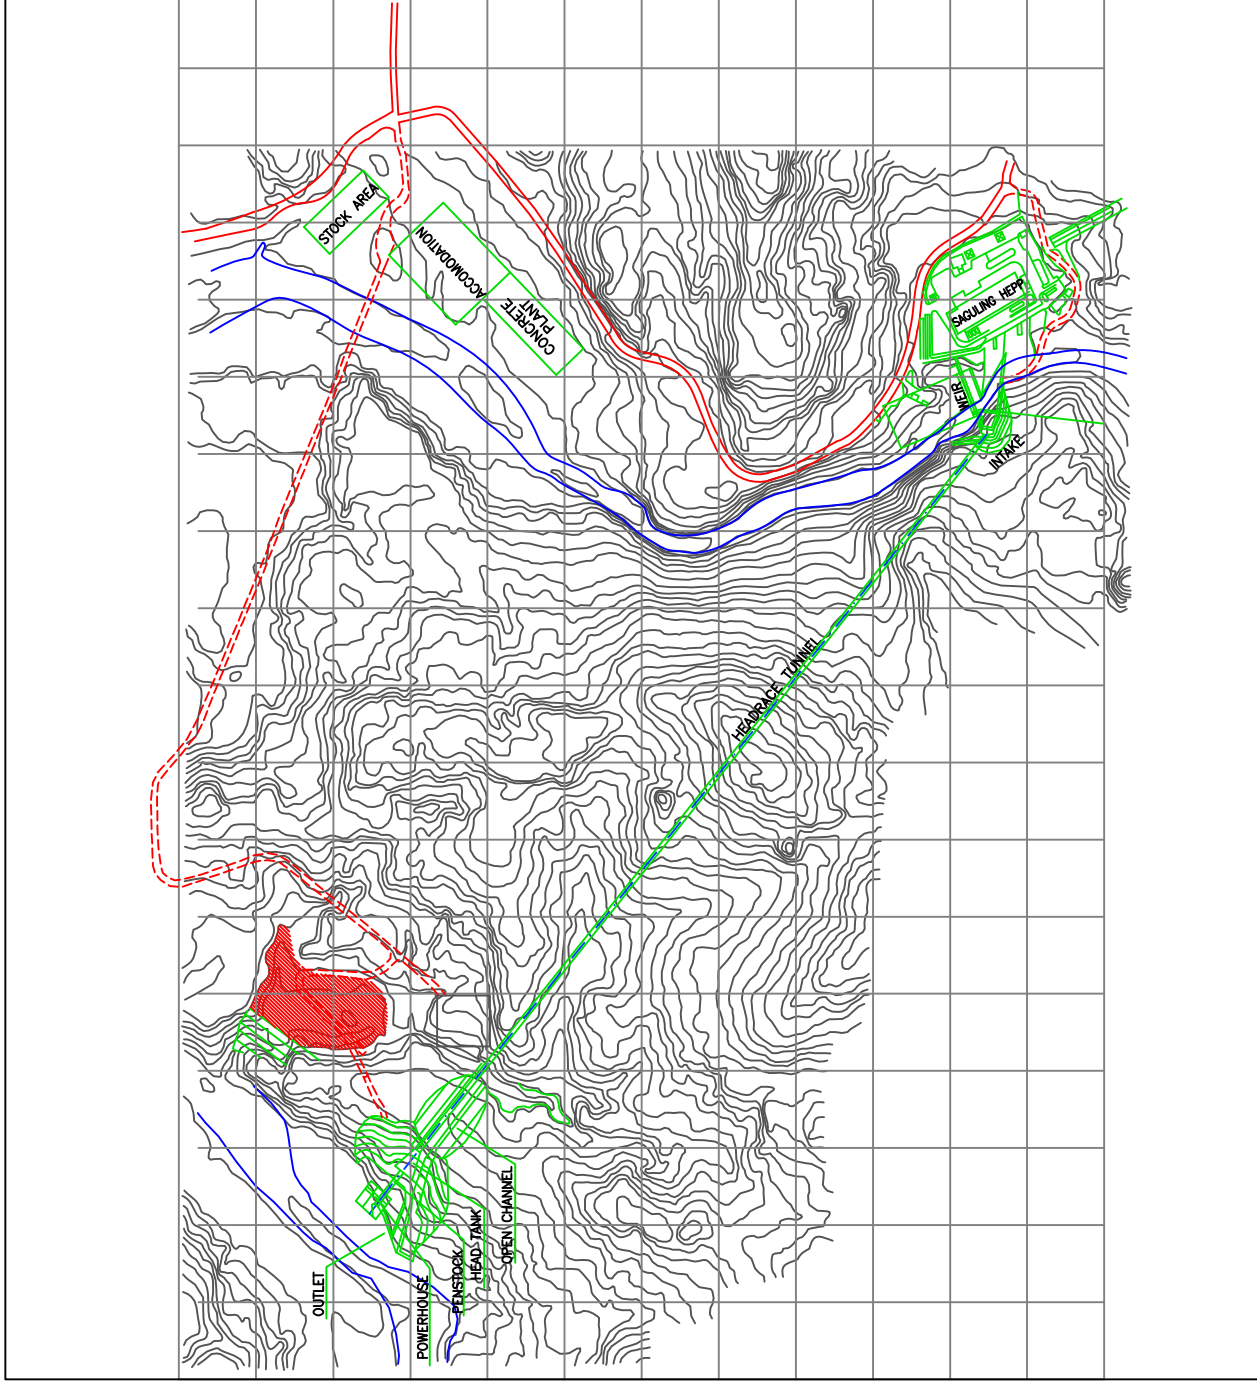 STOCK AREA
ACCOMODATION
CONCRETE
PLANT
SAGULING HEPP
WEIR
INTAKE
HEADRACE TUNNEL
OPEN CHANNEL
HEAD TANK
PENSTOCK
OUTLET
POWERHOUSE